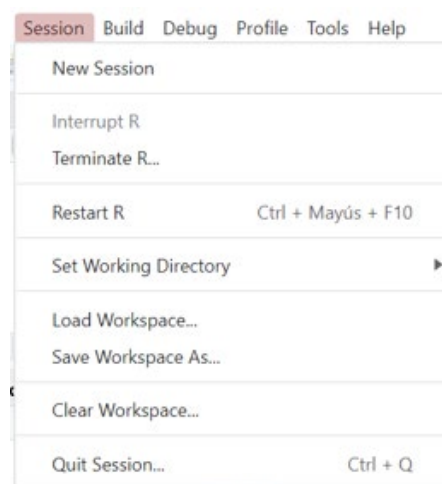 Session Build Debug Profile Tools Help
New Session
Interrupt R
Terminate R...
Restart R Ctrl + Mayús + F10
Set Working Directory
Load Workspace...
Save Workspace As...
Clear Workspace...
Quit Session... Ctrl + Q